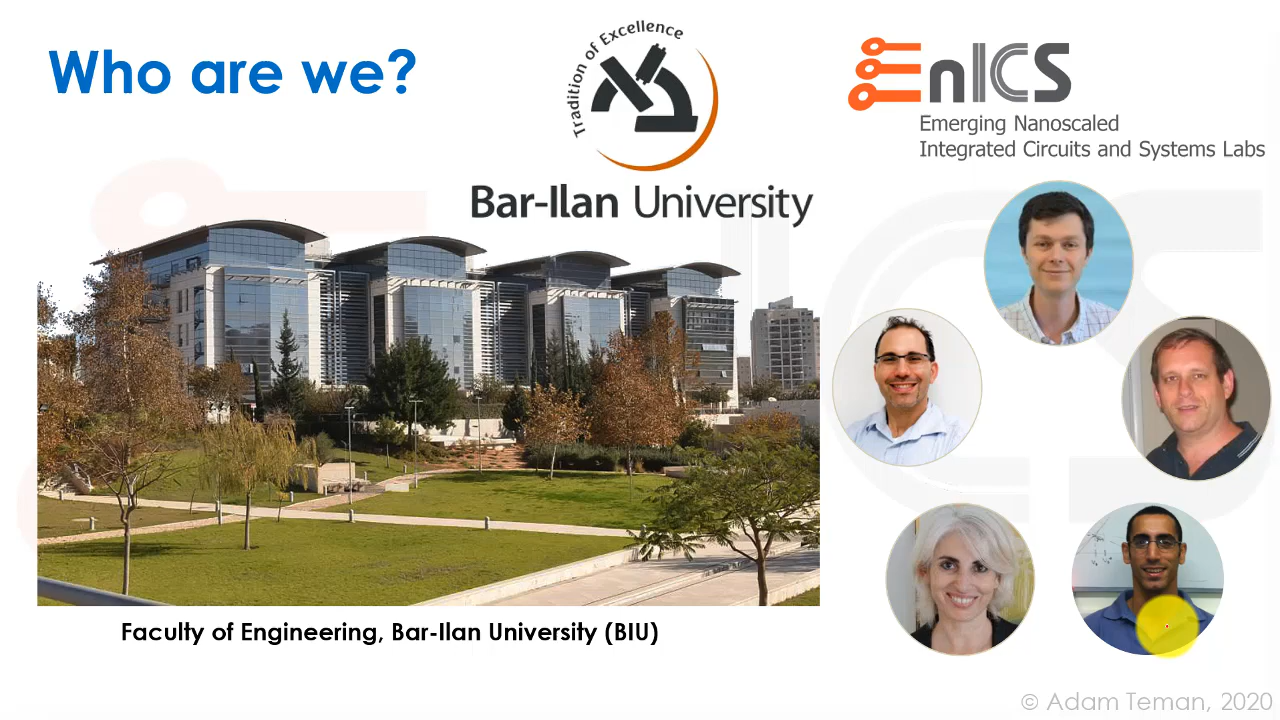 Who are we?
Tradition of Excellence
Bar-Ilan University
EnICS
Emerging Nanoscaled
Integrated Circuits and Systems Labs
Faculty of Engineering, Bar-Ilan University (BIU)
© Adam Teman, 2020